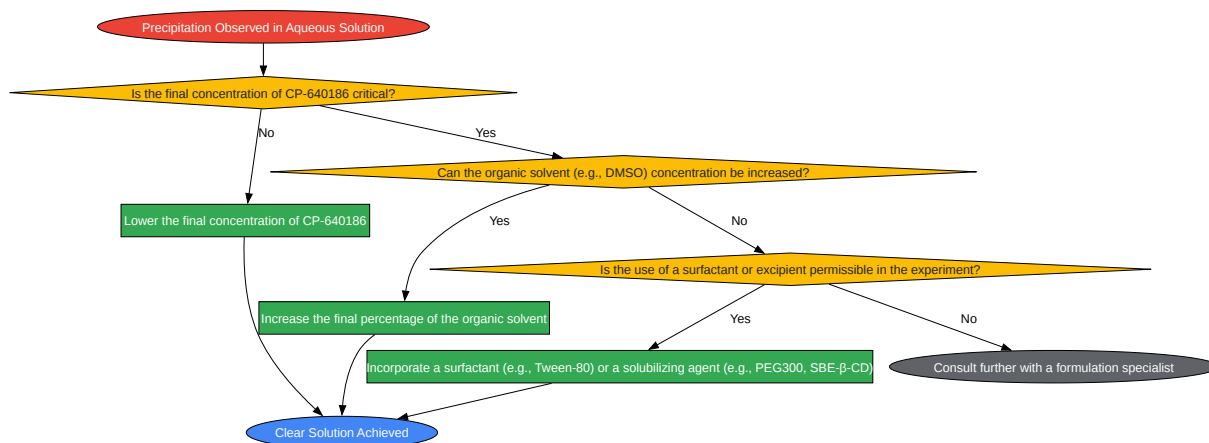 Precipitation Observed in Aqueous Solution
Is the final concentration of CP-640186 critical?
No
Yes
Can the organic solvent (e.g., DMSO) concentration be increased?
Lower the final concentration of CP-640186
Yes
No
Is the use of a surfactant or excipient permissible in the experiment?
Increase the final percentage of the organic solvent
Yes
No
Incorporate a surfactant (e.g., Tween-80) or a solubilizing agent (e.g., PEG300, SBE-β-CD)
Consult further with a formulation specialist
Clear Solution Achieved